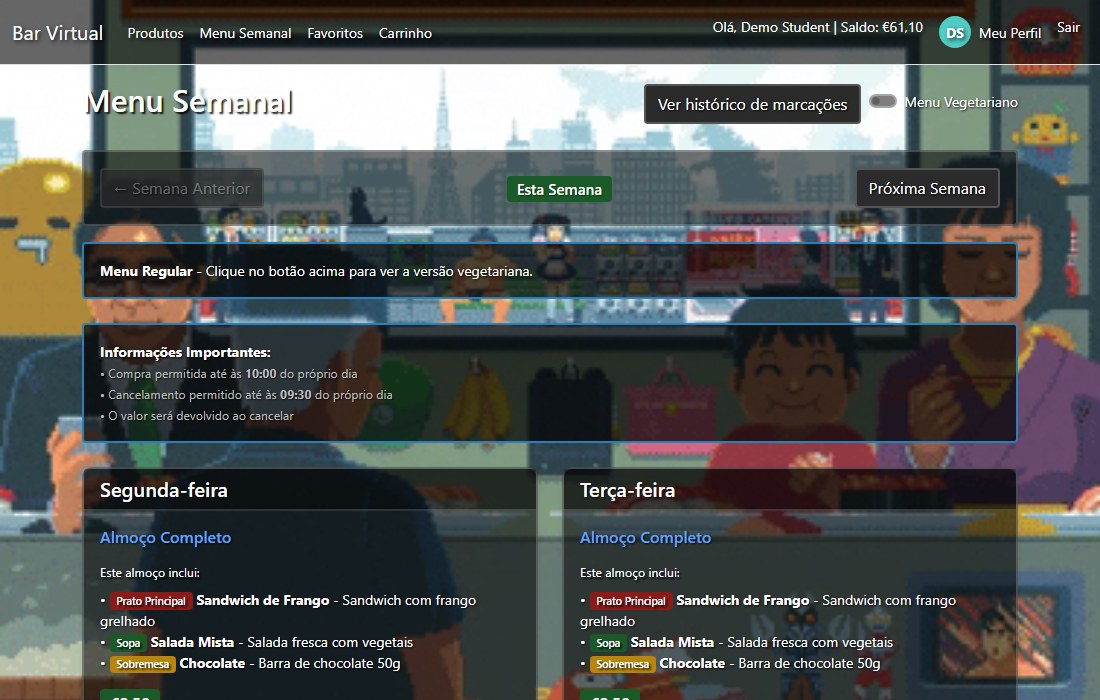 Bar Virtual Produtos Menu Semanal Favoritos Carrinho Olá, Demo Student | Saldo: €61,10 DS Meu Perfil Sair
Menu Semanal
Ver histórico de marcações Menu Vegetariano
← Semana Anterior Esta Semana Próxima Semana
Menu Regular - Clique no botão acima para ver a versão vegetariana.
Informações Importantes:
• Compra permitida até às 10:00 do próprio dia
• Cancelamento permitido até às 09:30 do próprio dia
• O valor será devolvido ao cancelar
Segunda-feira
Almoço Completo
Este almoço inclui:
• Prato Principal Sandwich de Frango - Sandwich com frango
grelhado
• Sopa Salada Mista - Salada fresca com vegetais
• Sobremesa Chocolate - Barra de chocolate 50g
Terça-feira
Almoço Completo
Este almoço inclui:
• Prato Principal Sandwich de Frango - Sandwich com frango
grelhado
• Sopa Salada Mista - Salada fresca com vegetais
• Sobremesa Chocolate - Barra de chocolate 50g